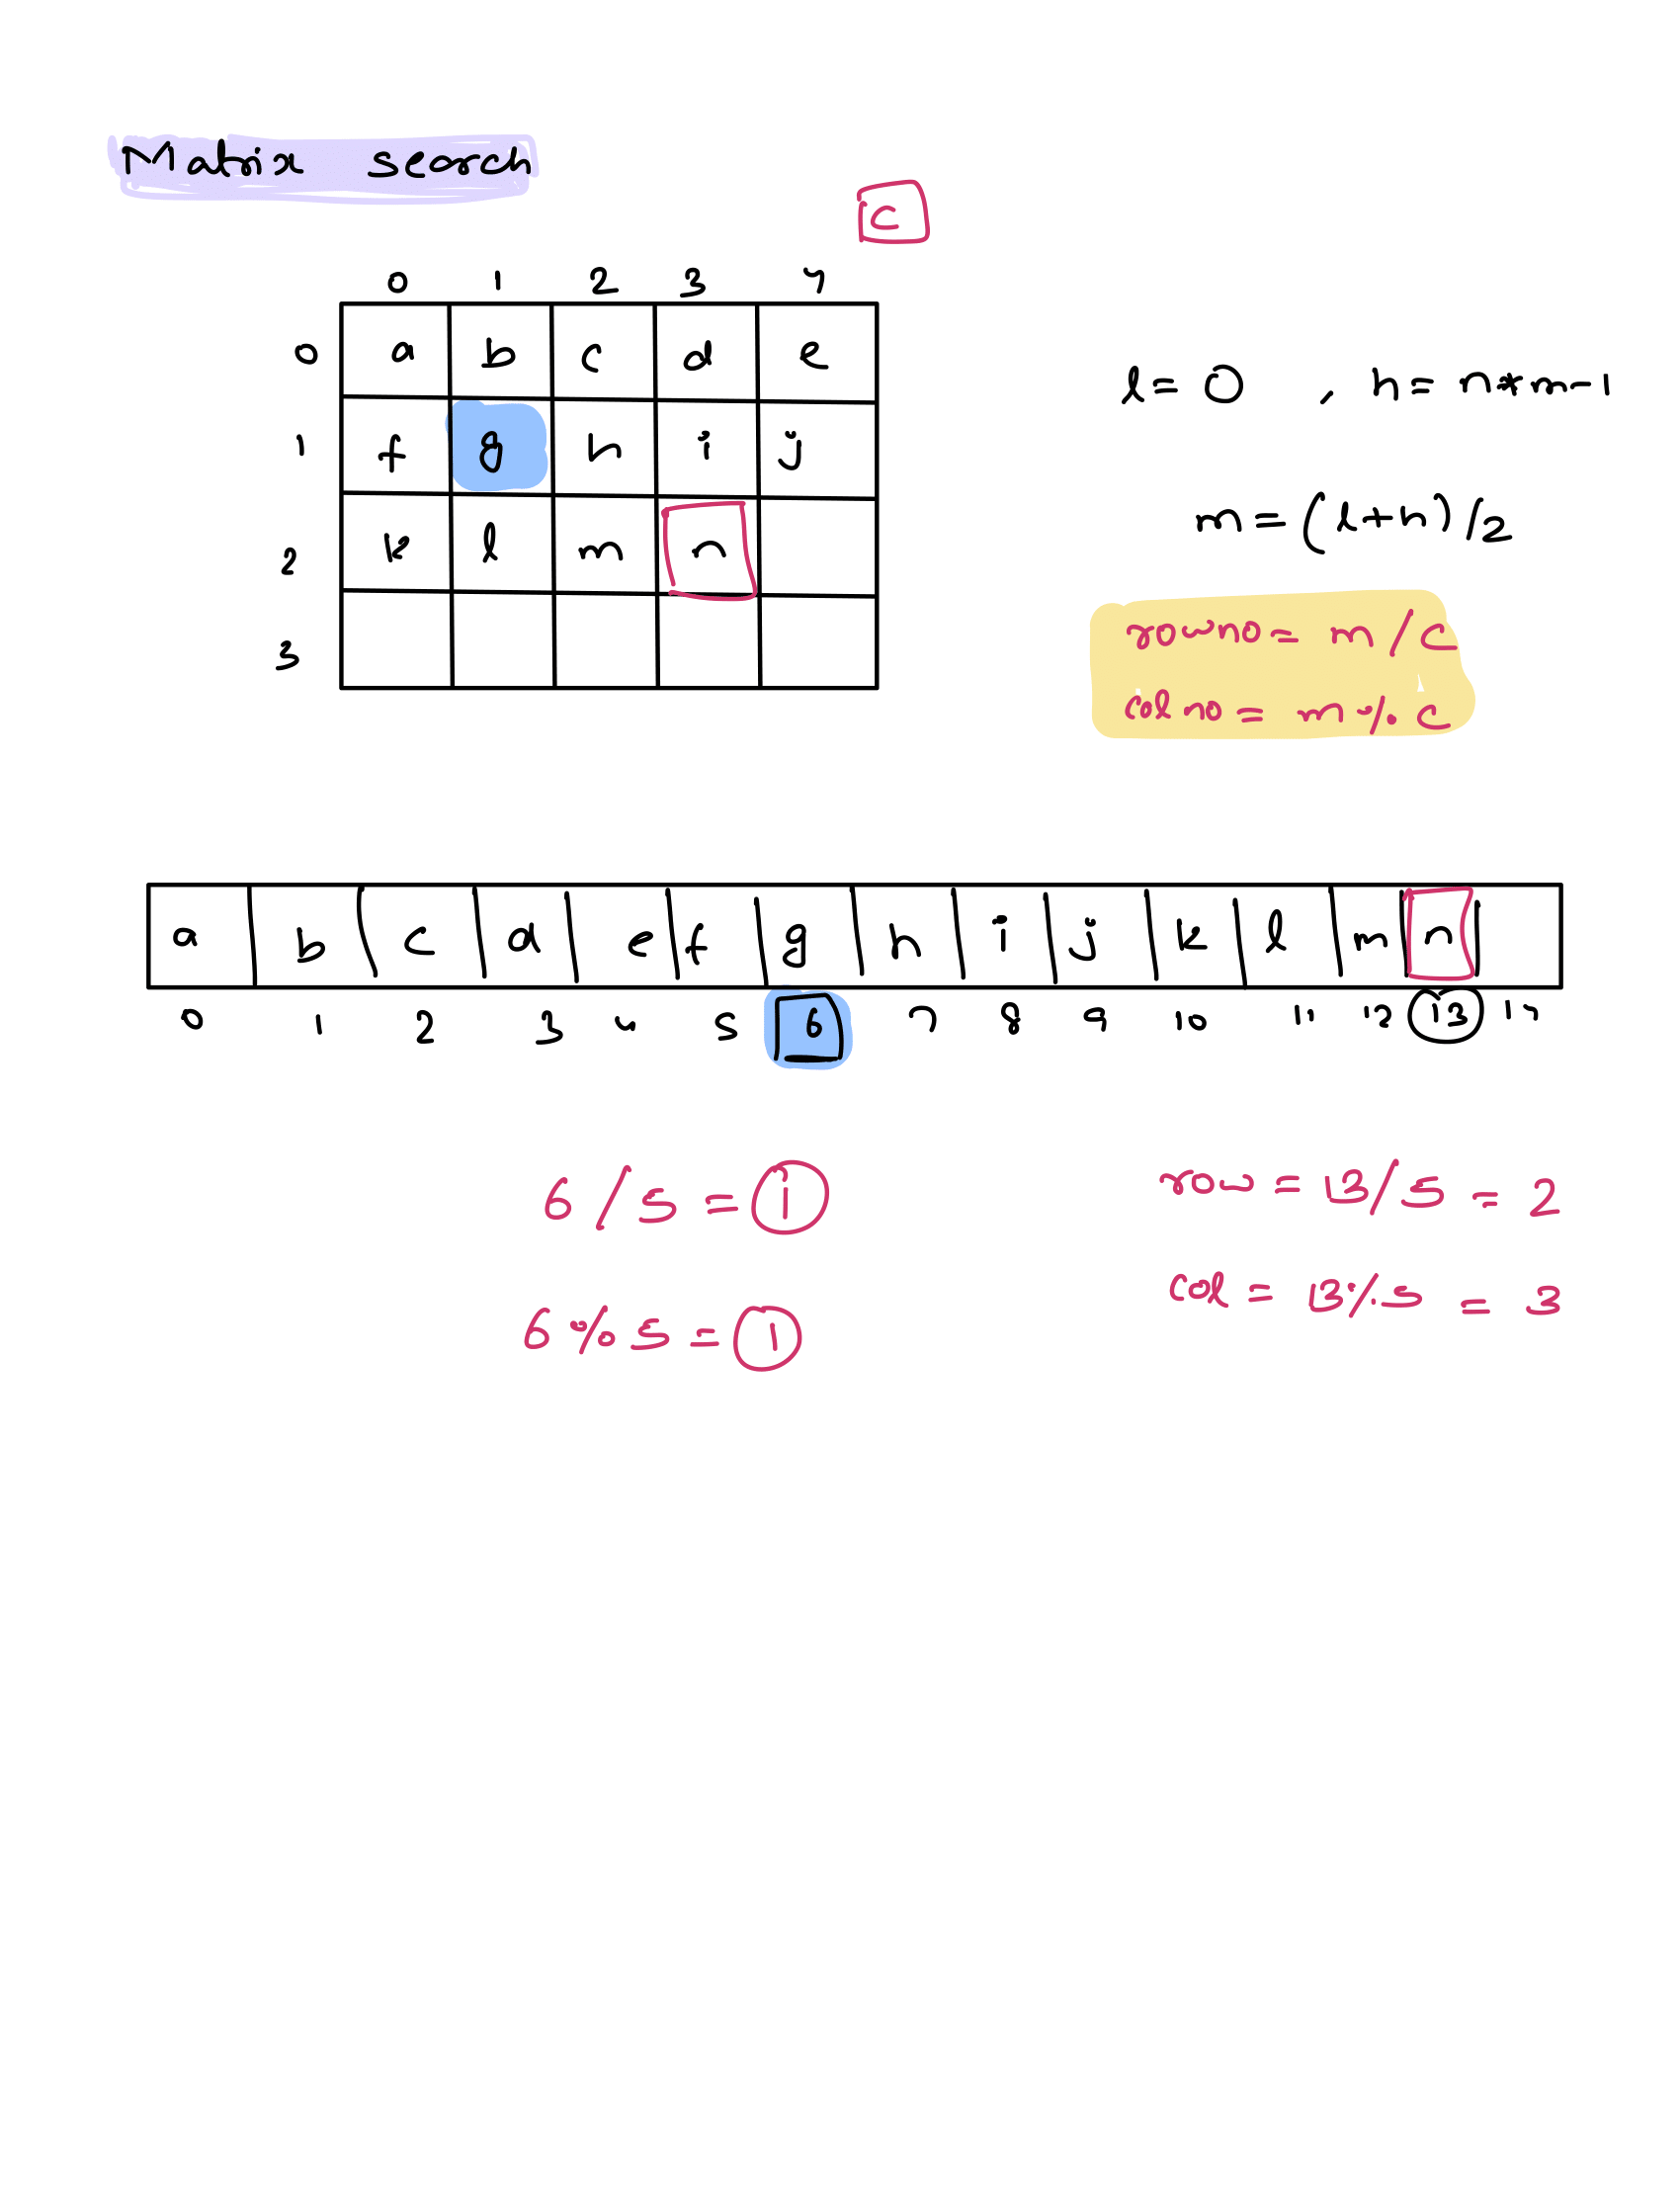 Matrix search
c
0 1 2 3 4
0 a b c d e
1 f g h i j
2 k l m n
3
l = 0 , h = n*m-1
m = (l+h)/2
rowno = m/c
col no = m % c
a b c d e f g h i j k l m n
0 1 2 3 4 5 6 7 8 9 10 11 12 13 14
6/5 = 1
6 % 5 = 1
row = 13/5 = 2
col = 13 % 5 = 3